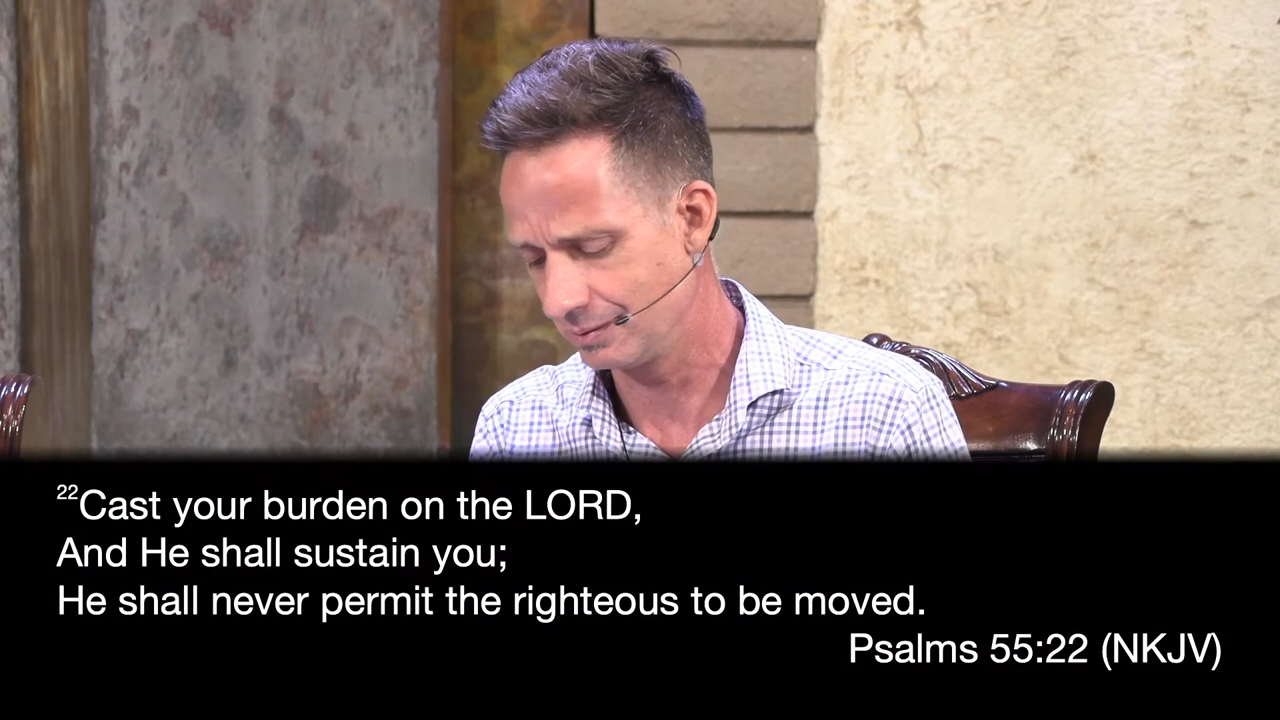 22Cast your burden on the LORD,
And He shall sustain you;
He shall never permit the righteous to be moved.
Psalms 55:22 (NKJV)